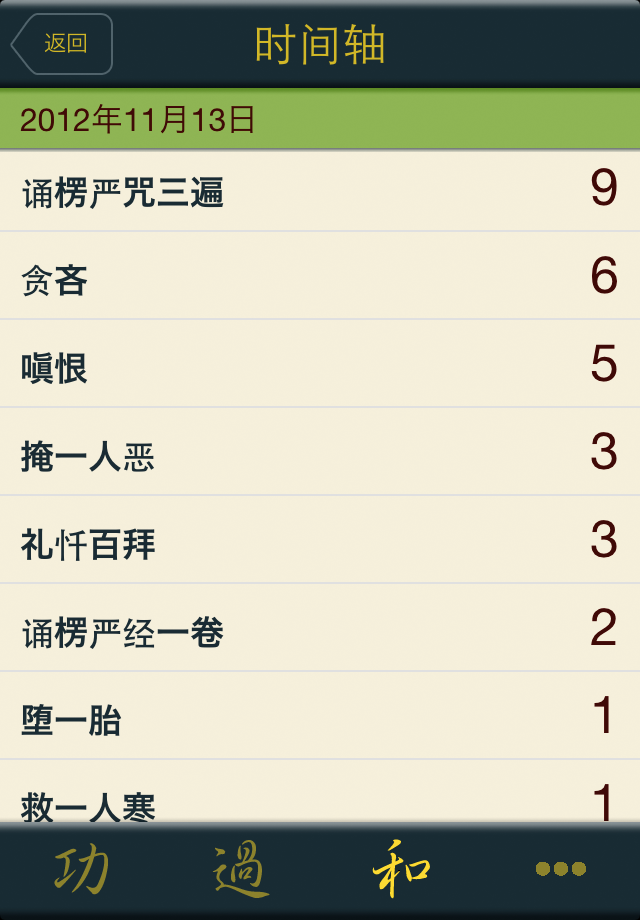 返回
时间轴
2012年11月13日
诵楞严咒三遍 9
贪吝 6
嗔恨 5
掩一人恶 3
礼忏百拜 3
诵楞严经一卷 2
堕一胎 1
救一人寒 1
功 過 和